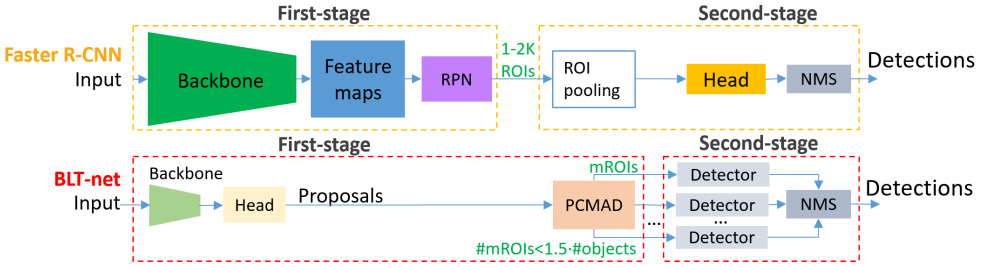 First-stage
Second-stage
Faster R-CNN
Input
Backbone
Feature
maps
RPN
1-2K
ROIs
ROI
pooling
Head
NMS
Detections
First-stage
Second-stage
BLT-net
Input
Backbone
Head
Proposals
PCMAD
mROIs
#mROIs<1.5·#objects
...
Detector
Detector
...
Detector
NMS
Detections